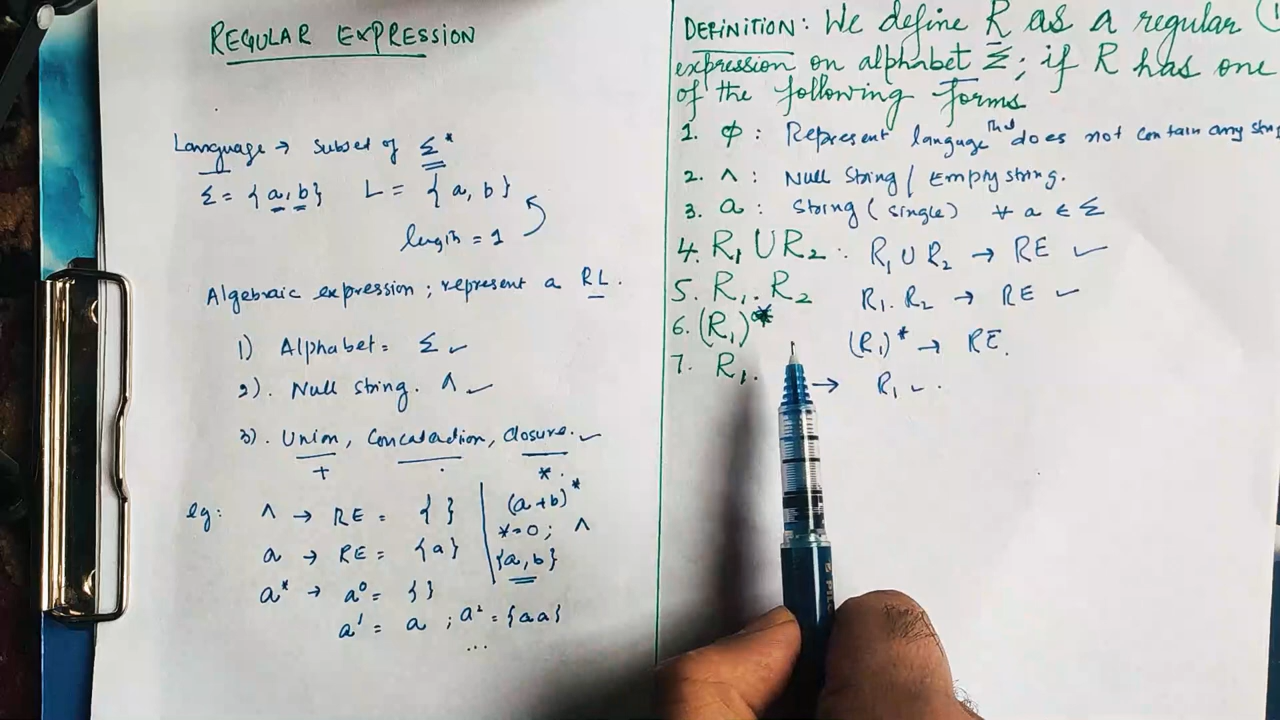 REGULAR EXPRESSION
Language → subset of Σ*
Σ = {a, b} L = {a, b}
length = 1
Algebraic expression ; represent a RL.
1) Alphabet = Σ ✓
2). Null string. ∧ ✓
3). Union, Concatenation, Closure. ✓
+ . *.
eg: ∧ → RE = { }
a → RE = {a}
a* → a⁰ = { }
a¹ = a ; a² = {aa}
...
(a+b)*
*=0; ∧
{a, b}
DEFINITION: We define R as a regular
expression on alphabet Σ; if R has one
of the following forms
1. φ : Represent languge that does not contain any
2. ∧ : Null String / Empty string.
3. a : String (single) ∀ a ∈ Σ
4. R₁ ∪ R₂ . R₁ ∪ R₂ → RE ✓
5. R₁. R₂ R₁. R₂ → RE ✓
6. (R₁)* (R₁)* → RE.
7. R₁. → R₁ ✓.